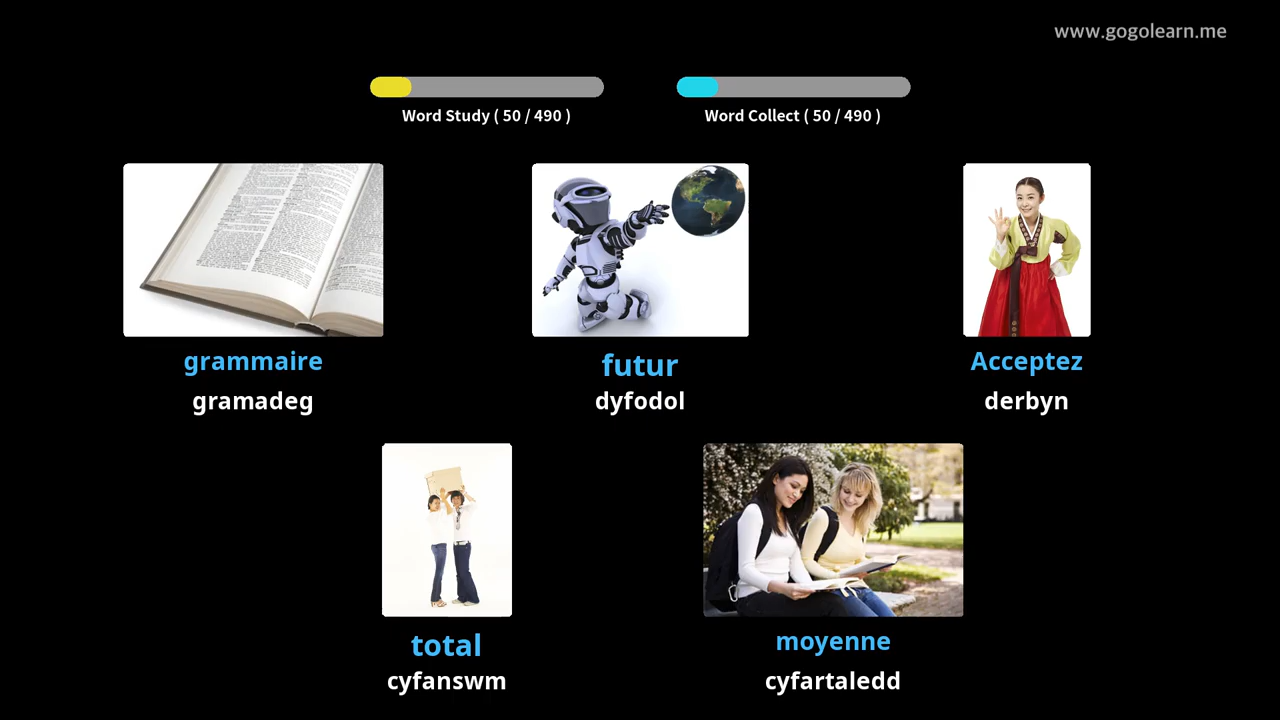 www.gogolearn.me
Word Study ( 50 / 490 )
Word Collect ( 50 / 490 )
grammaire
gramadeg
futur
dyfodol
Acceptez
derbyn
total
cyfanswm
moyenne
cyfartaledd